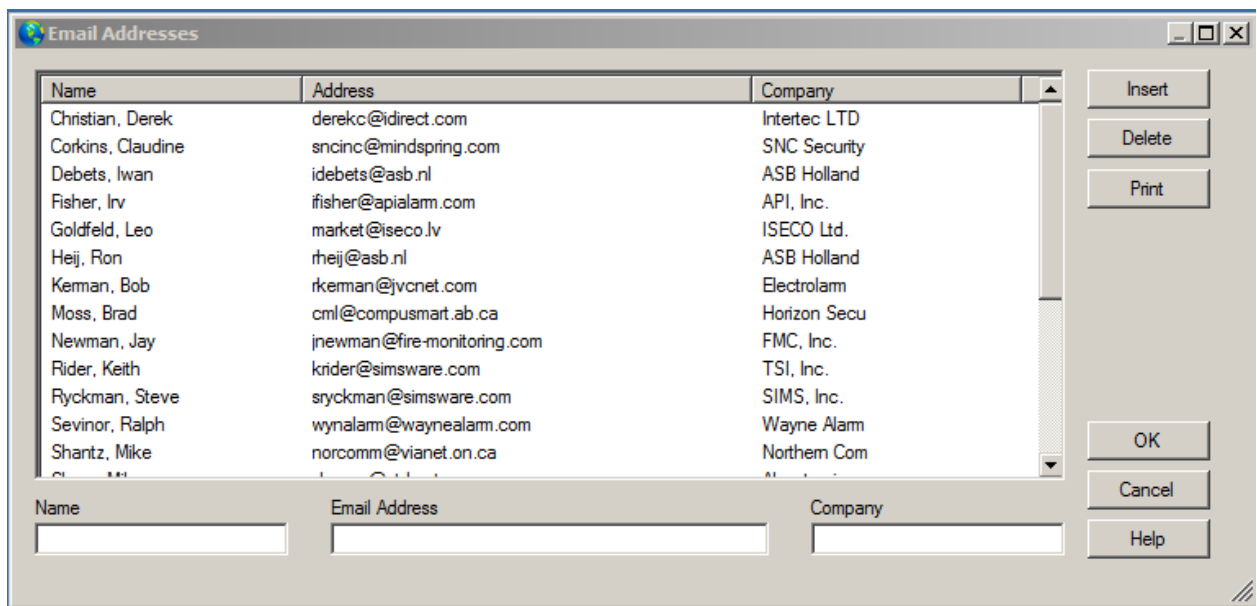 Email Addresses
Name Address Company
Christian, Derek derekc@idirect.com Intertec LTD
Corkins, Claudine sncinc@mindspring.com SNC Security
Debets, Iwan idebets@asb.nl ASB Holland
Fisher, Irv ifisher@apialarm.com API, Inc.
Goldfeld, Leo market@iseco.lv ISECO Ltd.
Heij, Ron rheij@asb.nl ASB Holland
Kerman, Bob rkerman@jvcnet.com Electrolarm
Moss, Brad cml@compusmart.ab.ca Horizon Secu
Newman, Jay jnewman@fire-monitoring.com FMC, Inc.
Rider, Keith krider@simsware.com TSI, Inc.
Ryckman, Steve sryckman@simsware.com SIMS, Inc.
Sevinor, Ralph wynalarm@waynealarm.com Wayne Alarm
Shantz, Mike norcomm@vianet.on.ca Northern Com
Name Email Address Company
Insert
Delete
Print
OK
Cancel
Help